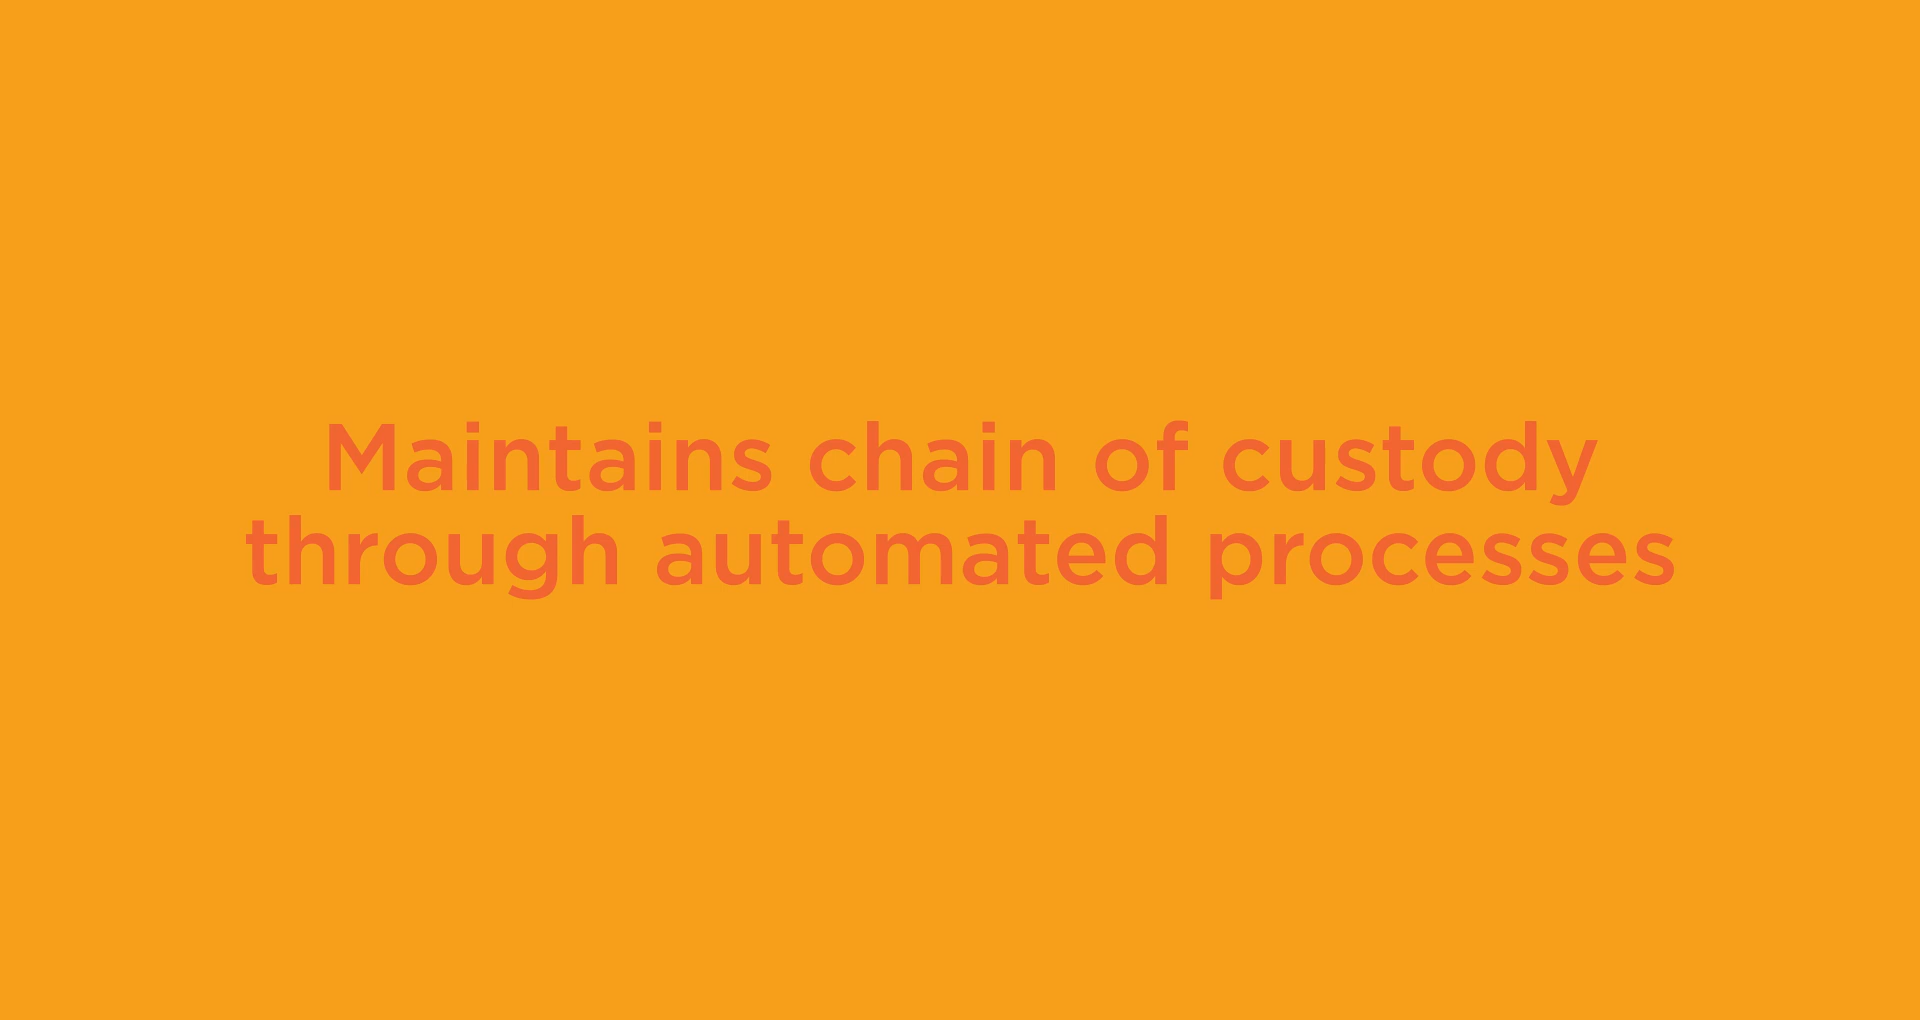 Maintains chain of custody
through automated processes